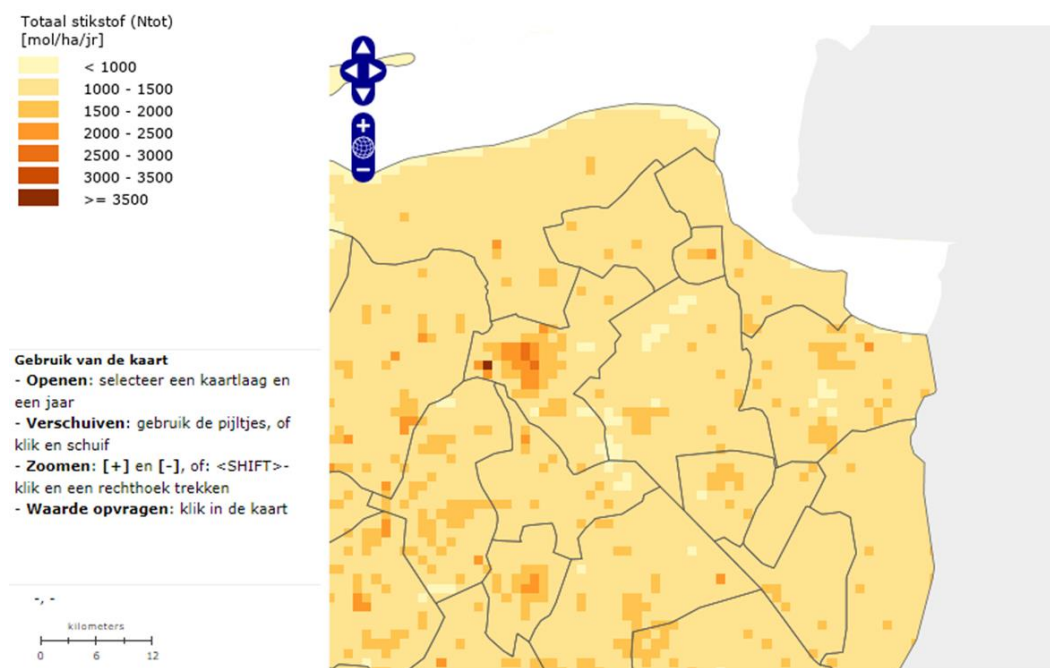 Totaal stikstof (Ntot)
[mol/ha/jr]
< 1000
1000 - 1500
1500 - 2000
2000 - 2500
2500 - 3000
3000 - 3500
>= 3500
Gebruik van de kaart
- Openen: selecteer een kaartlaag en
een jaar
- Verschuiven: gebruik de pijltjes, of
klik en schuif
- Zoomen: [+] en [-], of: <SHIFT>-
klik en een rechthoek trekken
- Waarde opvragen: klik in de kaart
-, -
kilometers
0 6 12